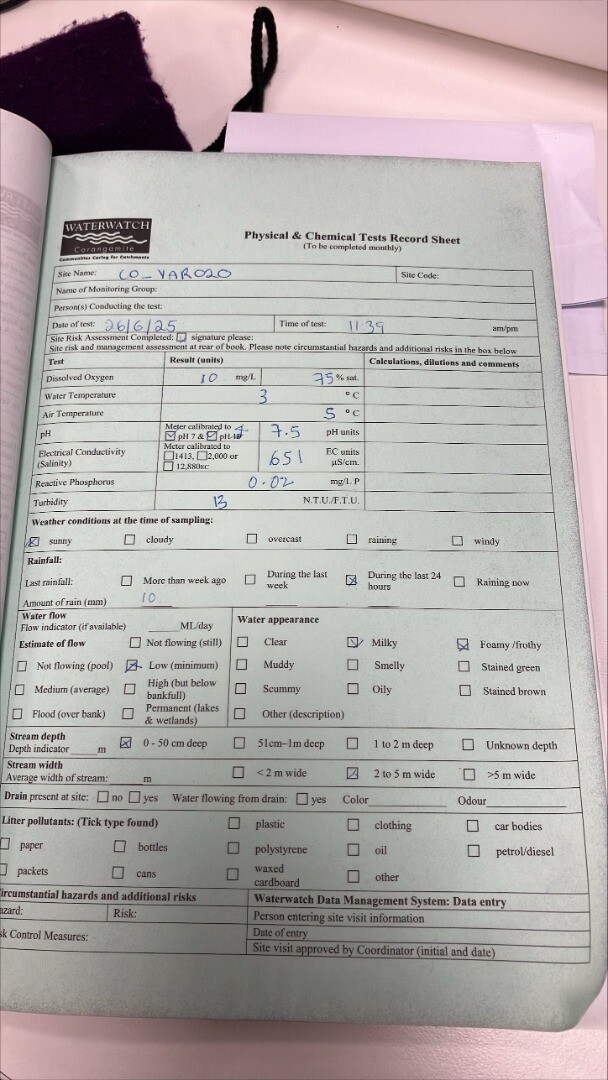 WATERWATCH
Corangamite
Communities Caring for Catchments
Physical & Chemical Tests Record Sheet
(To be completed monthly)
Site Name: CO_YAR020 Site Code:
Name of Monitoring Group:
Person(s) Conducting the test:
Date of test: 26/6/25 Time of test: 11:39 am/pm
Site Risk Assessment Completed: signature please:
Site risk and management assessment at rear of book. Please note circumstantial hazards and additional risks in the box below
Test Result (units) Calculations, dilutions and comments
Dissolved Oxygen 10 mg/L 75 % sat.
Water Temperature 3 °C
Air Temperature 5 °C
pH Meter calibrated to pH 7 & pH 7.5 pH units
Electrical Conductivity (Salinity) Meter calibrated to 1413, 2,000 or 12,880 651 EC units µS/cm.
Reactive Phosphorus 0.02 mg/L P
Turbidity 13 N.T.U./F.T.U.
Weather conditions at the time of sampling:
sunny cloudy overcast raining windy
Rainfall:
Last rainfall: More than week ago During the last week During the last 24 hours Raining now
Amount of rain (mm) 10
Water flow Water appearance
Flow indicator (if available) ML/day
Estimate of flow Not flowing (still) Clear Milky Foamy /frothy
Not flowing (pool) Low (minimum) Muddy Smelly Stained green
Medium (average) High (but below bankfull) Scummy Oily Stained brown
Flood (over bank) Permanent (lakes & wetlands) Other (description)
Stream depth
Depth indicator m 0 - 50 cm deep 51cm–1m deep 1 to 2 m deep Unknown depth
Stream width
Average width of stream: m < 2 m wide 2 to 5 m wide >5 m wide
Drain present at site: no yes Water flowing from drain: yes Color Odour
Litter pollutants: (Tick type found) plastic clothing car bodies
paper bottles polystyrene oil petrol/diesel
packets cans waxed cardboard other
ircumstantial hazards and additional risks Waterwatch Data Management System: Data entry
azard: Risk: Person entering site visit information
sk Control Measures: Date of entry
Site visit approved by Coordinator (initial and date)